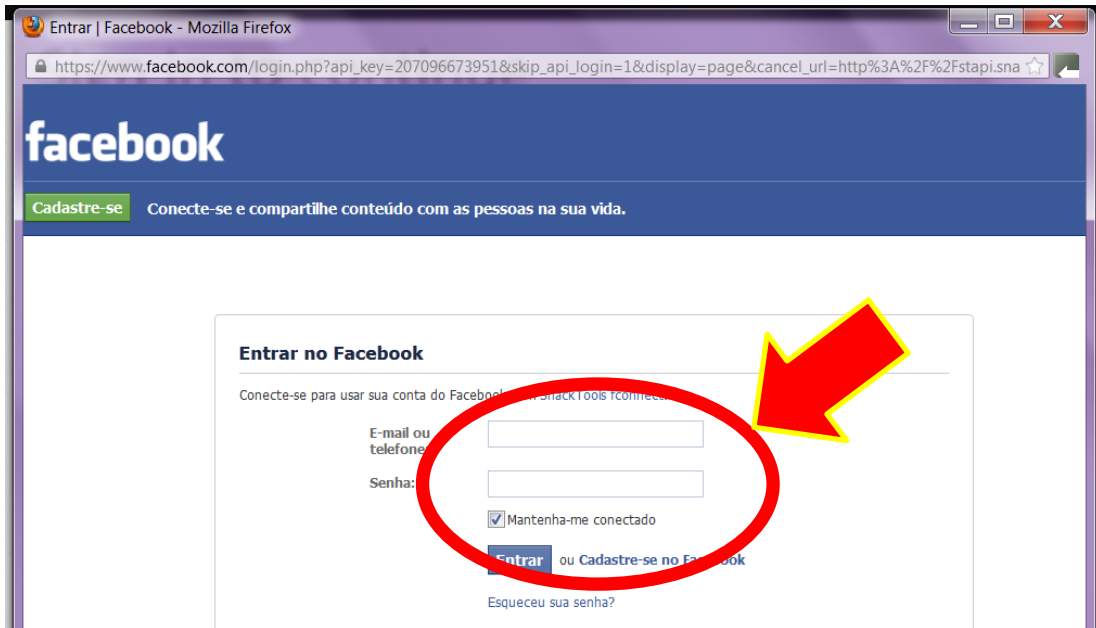 Entrar | Facebook - Mozilla Firefox
https://www.facebook.com/login.php?api_key=207096673951&skip_api_login=1&display=page&cancel_url=http%3A%2F%2Fstapi.sna
facebook
Cadastre-se Conecte-se e compartilhe conteúdo com as pessoas na sua vida.
Entrar no Facebook
Conecte-se para usar sua conta do Facebook SnackTools
E-mail ou
telefone:
Senha:
Mantenha-me conectado
Entrar ou Cadastre-se no Facebook
Esqueceu sua senha?